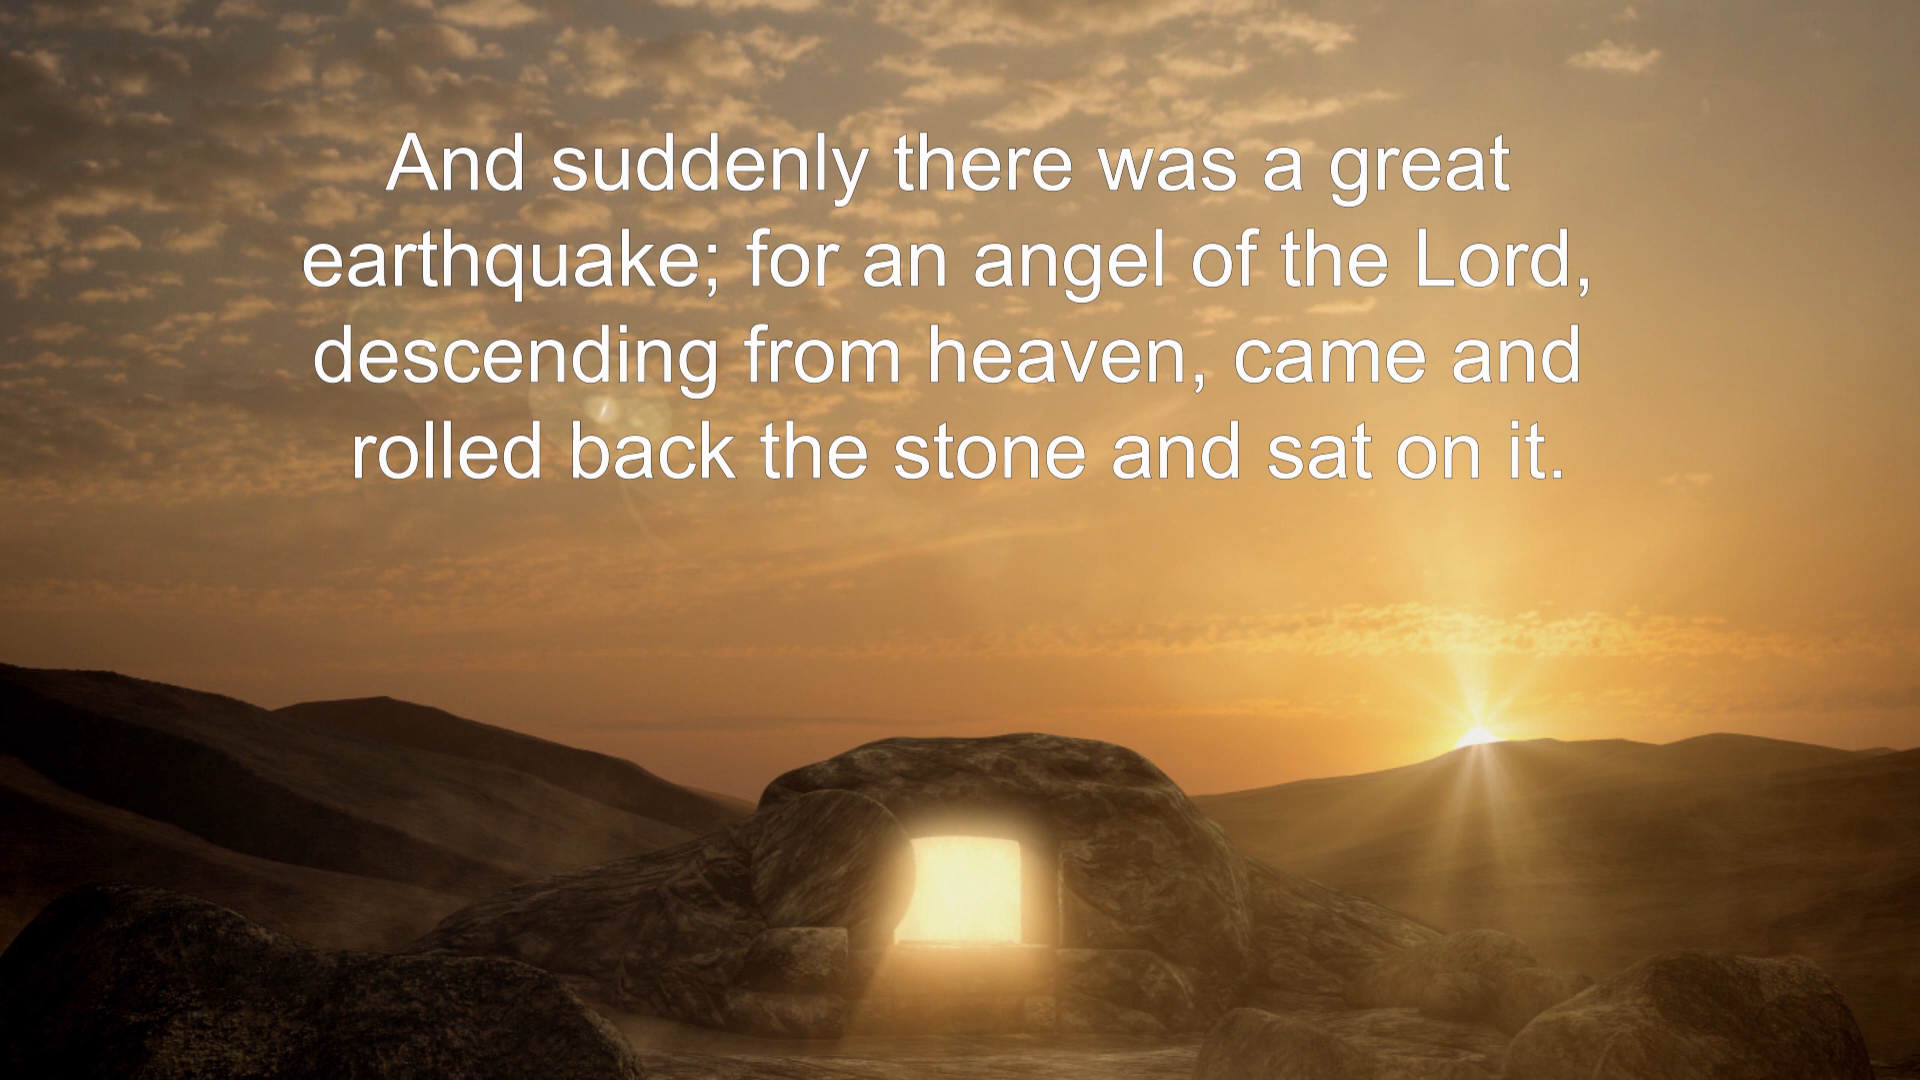 And suddenly there was a great
earthquake; for an angel of the Lord,
descending from heaven, came and
rolled back the stone and sat on it.